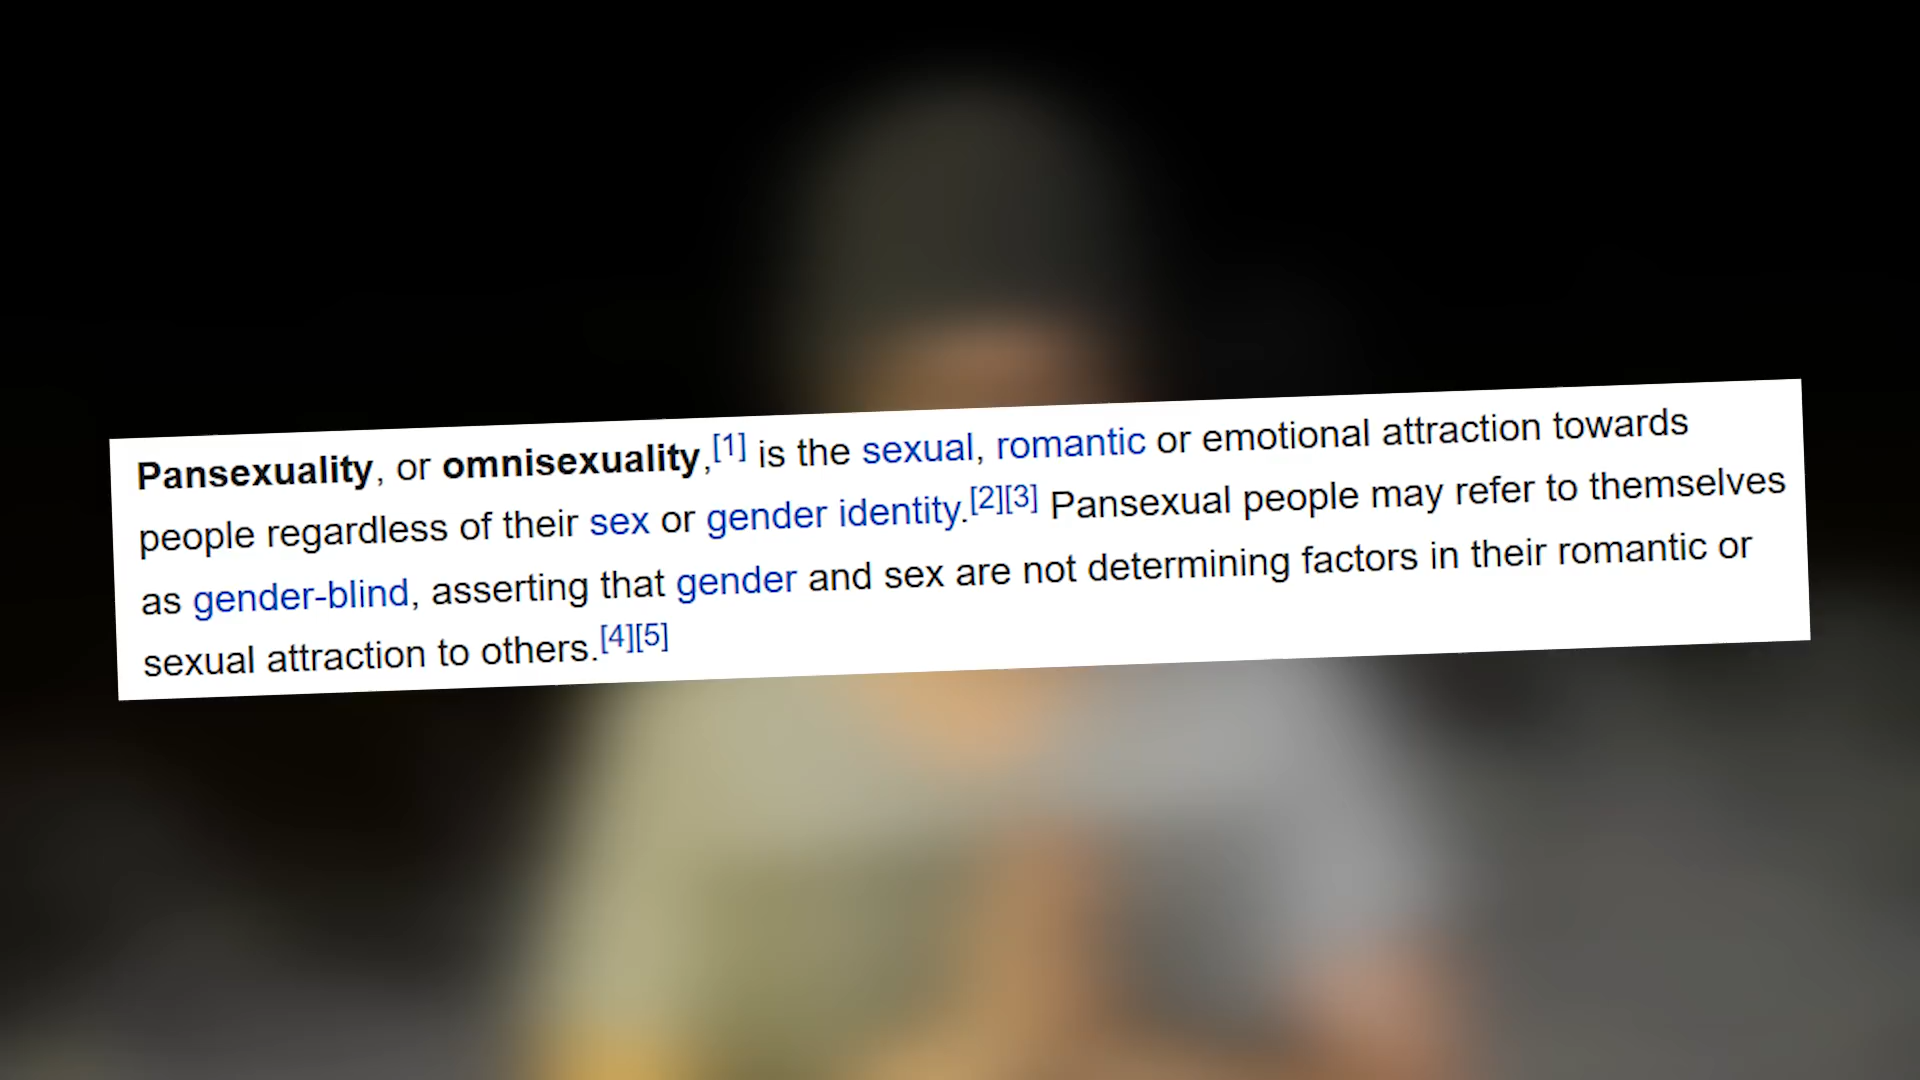 Pansexuality, or omnisexuality,[1] is the sexual, romantic or emotional attraction towards
people regardless of their sex or gender identity.[2][3] Pansexual people may refer to themselves
as gender-blind, asserting that gender and sex are not determining factors in their romantic or
sexual attraction to others.[4][5]